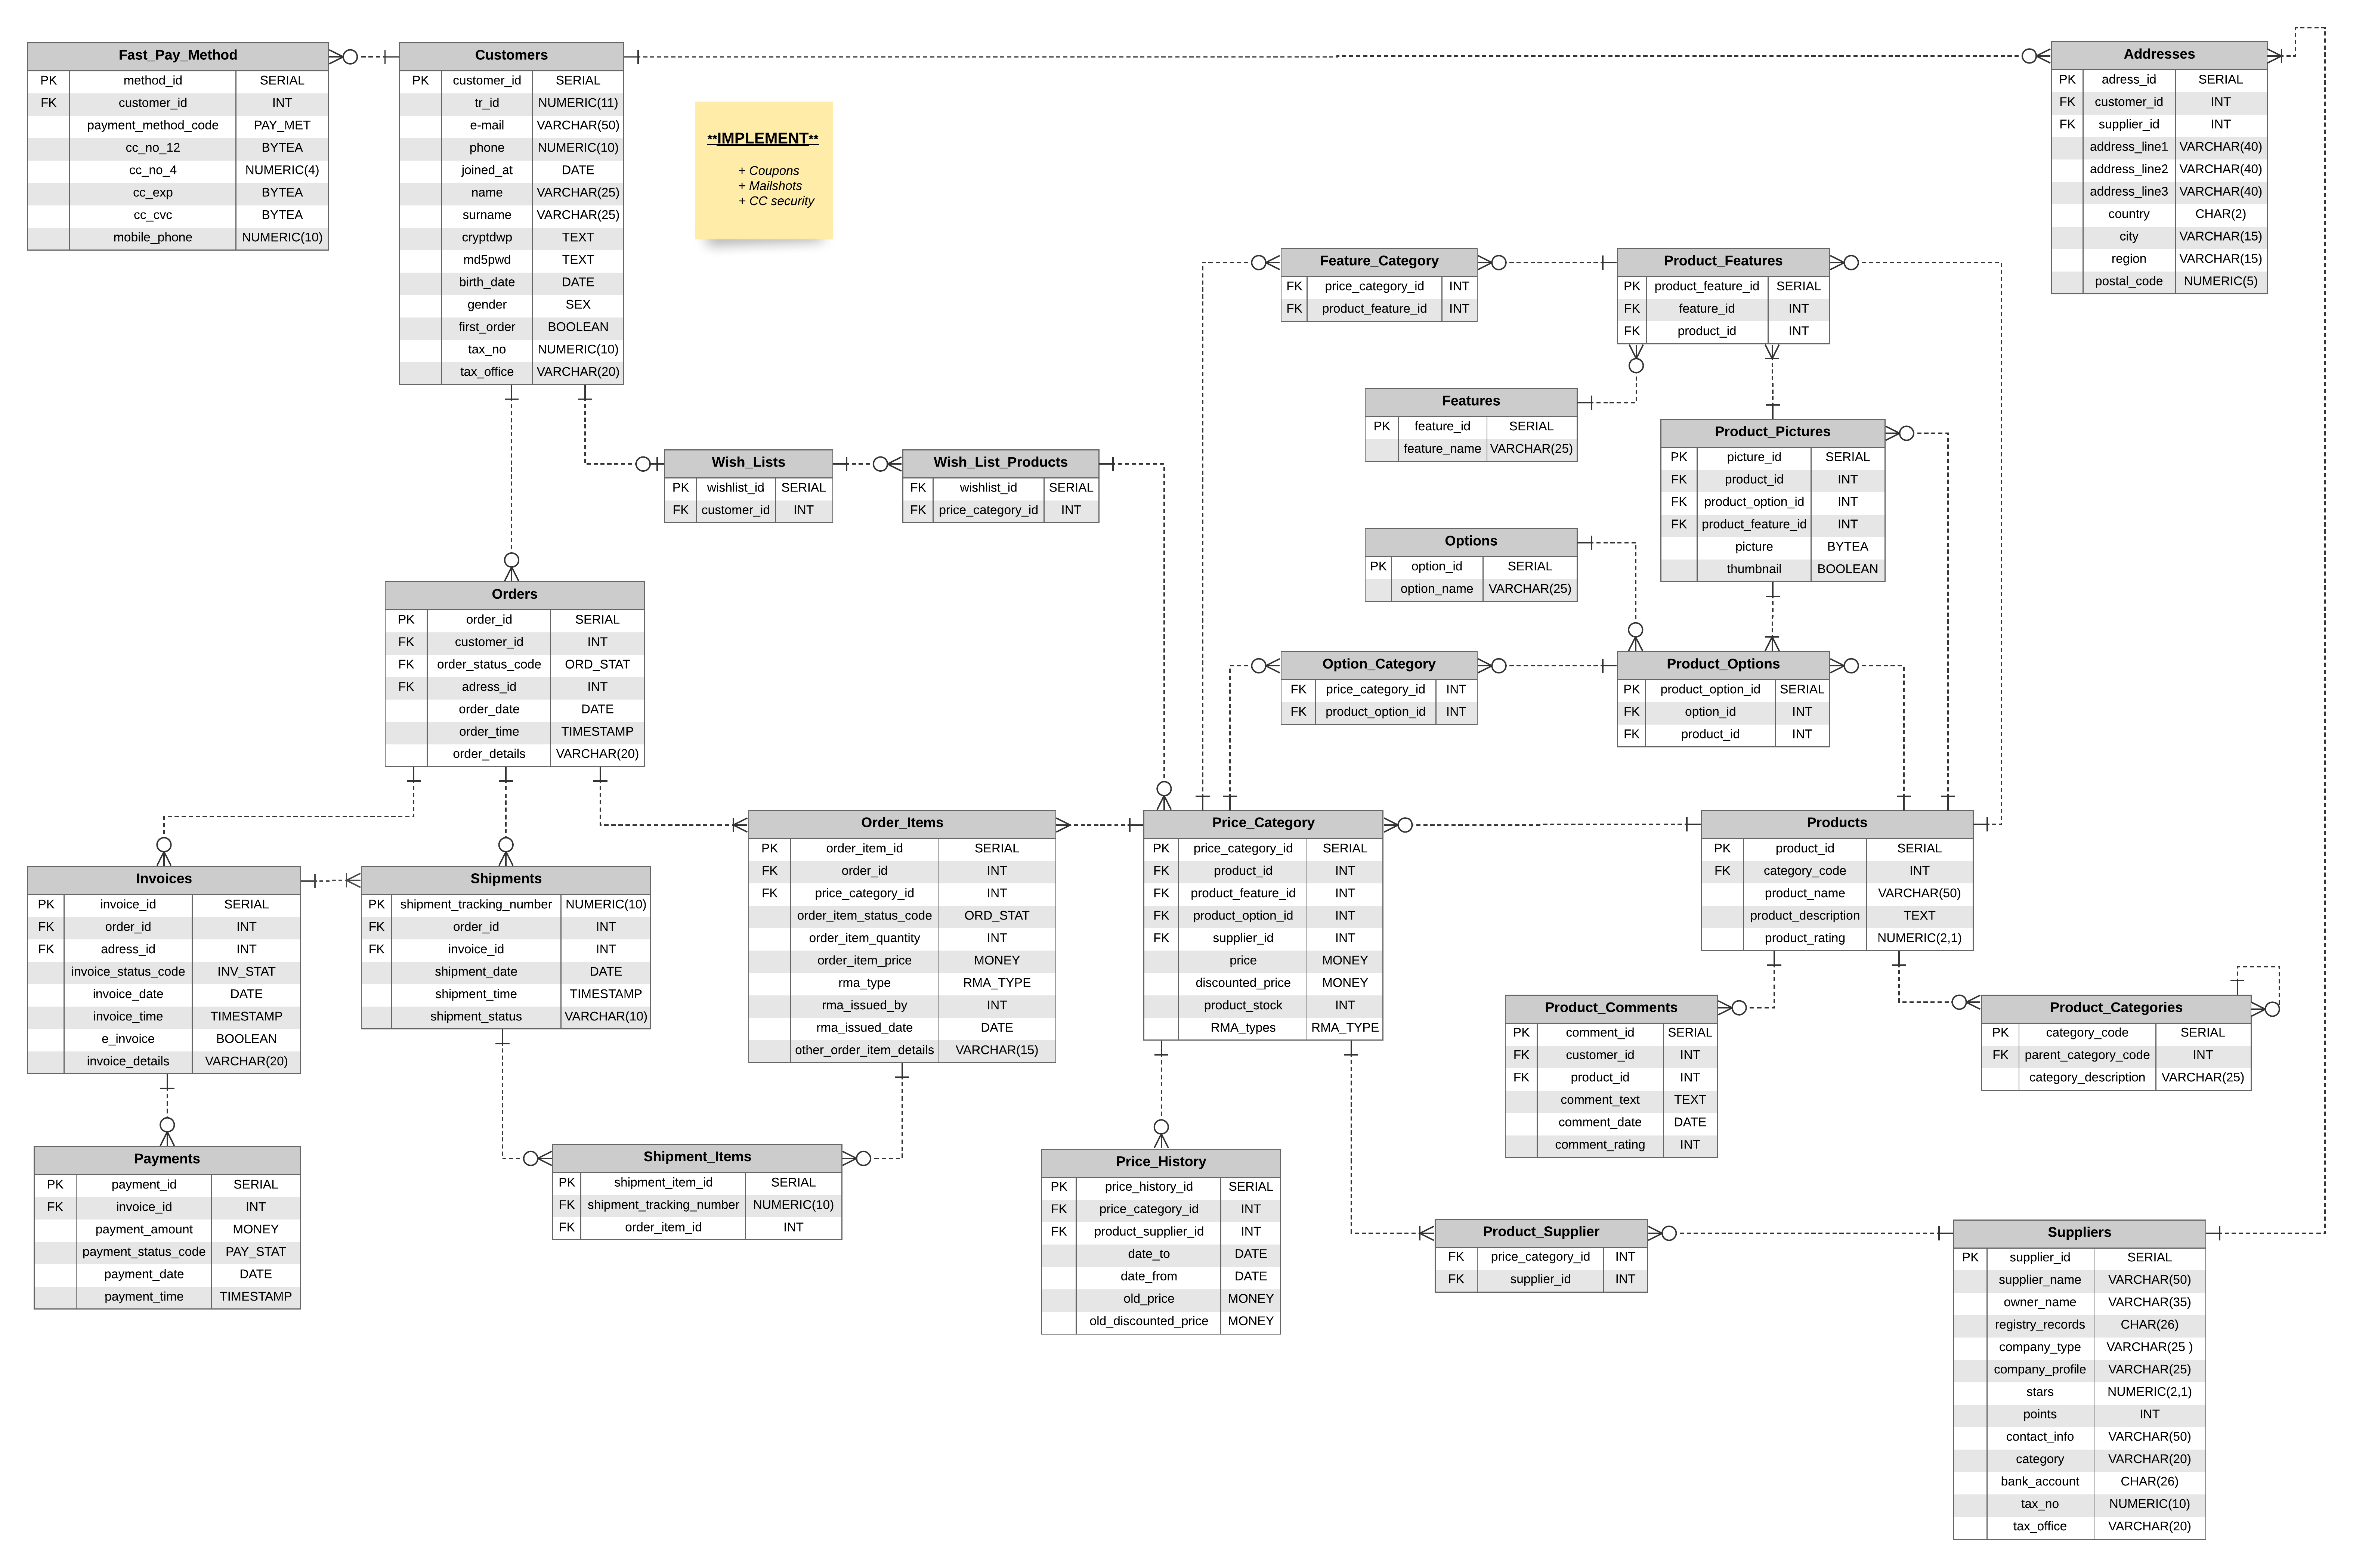 Fast_Pay_Method
PK method_id SERIAL
FK customer_id INT
payment_method_code PAY_MET
cc_no_12 BYTEA
cc_no_4 NUMERIC(4)
cc_exp BYTEA
cc_cvc BYTEA
mobile_phone NUMERIC(10)
Customers
PK customer_id SERIAL
tr_id NUMERIC(11)
e-mail VARCHAR(50)
phone NUMERIC(10)
joined_at DATE
name VARCHAR(25)
surname VARCHAR(25)
cryptdwp TEXT
md5pwd TEXT
birth_date DATE
gender SEX
first_order BOOLEAN
tax_no NUMERIC(10)
tax_office VARCHAR(20)
**IMPLEMENT**
+ Coupons
+ Mailshots
+ CC security
Addresses
PK adress_id SERIAL
FK customer_id INT
FK supplier_id INT
address_line1 VARCHAR(40)
address_line2 VARCHAR(40)
address_line3 VARCHAR(40)
country CHAR(2)
city VARCHAR(15)
region VARCHAR(15)
postal_code NUMERIC(5)
Feature_Category
FK price_category_id INT
FK product_feature_id INT
Product_Features
PK product_feature_id SERIAL
FK feature_id INT
FK product_id INT
Features
PK feature_id SERIAL
feature_name VARCHAR(25)
Product_Pictures
PK picture_id SERIAL
FK product_id INT
FK product_option_id INT
FK product_feature_id INT
picture BYTEA
thumbnail BOOLEAN
Wish_Lists
PK wishlist_id SERIAL
FK customer_id INT
Wish_List_Products
FK wishlist_id SERIAL
FK price_category_id INT
Options
PK option_id SERIAL
option_name VARCHAR(25)
Orders
PK order_id SERIAL
FK customer_id INT
FK order_status_code ORD_STAT
FK adress_id INT
order_date DATE
order_time TIMESTAMP
order_details VARCHAR(20)
Option_Category
FK price_category_id INT
FK product_option_id INT
Product_Options
PK product_option_id SERIAL
FK option_id INT
FK product_id INT
Invoices
PK invoice_id SERIAL
FK order_id INT
FK adress_id INT
invoice_status_code INV_STAT
invoice_date DATE
invoice_time TIMESTAMP
e_invoice BOOLEAN
invoice_details VARCHAR(20)
Shipments
PK shipment_tracking_number NUMERIC(10)
FK order_id INT
FK invoice_id INT
shipment_date DATE
shipment_time TIMESTAMP
shipment_status VARCHAR(10)
Order_Items
PK order_item_id SERIAL
FK order_id INT
FK price_category_id INT
order_item_status_code ORD_STAT
order_item_quantity INT
order_item_price MONEY
rma_type RMA_TYPE
rma_issued_by INT
rma_issued_date DATE
other_order_item_details VARCHAR(15)
Price_Category
PK price_category_id SERIAL
FK product_id INT
FK product_feature_id INT
FK product_option_id INT
FK supplier_id INT
price MONEY
discounted_price MONEY
product_stock INT
RMA_types RMA_TYPE
Products
PK product_id SERIAL
FK category_code INT
product_name VARCHAR(50)
product_description TEXT
product_rating NUMERIC(2,1)
Product_Comments
PK comment_id SERIAL
FK customer_id INT
FK product_id INT
comment_text TEXT
comment_date DATE
comment_rating INT
Product_Categories
PK category_code SERIAL
FK parent_category_code INT
category_description VARCHAR(25)
Payments
PK payment_id SERIAL
FK invoice_id INT
payment_amount MONEY
payment_status_code PAY_STAT
payment_date DATE
payment_time TIMESTAMP
Shipment_Items
PK shipment_item_id SERIAL
FK shipment_tracking_number NUMERIC(10)
FK order_item_id INT
Price_History
PK price_history_id SERIAL
FK price_category_id INT
FK product_supplier_id INT
date_to DATE
date_from DATE
old_price MONEY
old_discounted_price MONEY
Product_Supplier
FK price_category_id INT
FK supplier_id INT
Suppliers
PK supplier_id SERIAL
supplier_name VARCHAR(50)
owner_name VARCHAR(35)
registry_records CHAR(26)
company_type VARCHAR(25 )
company_profile VARCHAR(25)
stars NUMERIC(2,1)
points INT
contact_info VARCHAR(50)
category VARCHAR(20)
bank_account CHAR(26)
tax_no NUMERIC(10)
tax_office VARCHAR(20)